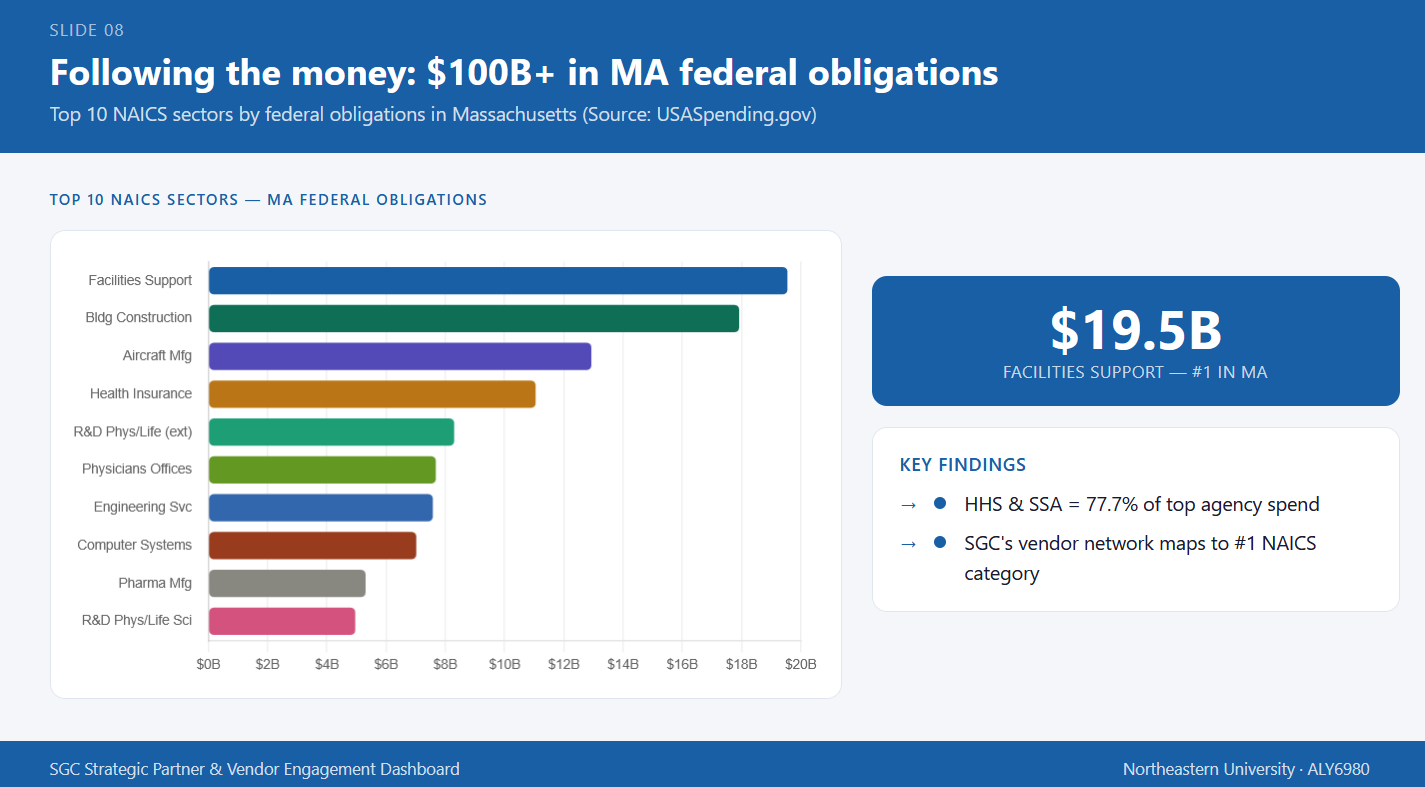 SLIDE 08
Following the money: $100B+ in MA federal obligations
Top 10 NAICS sectors by federal obligations in Massachusetts (Source: USASpending.gov)
TOP 10 NAICS SECTORS — MA FEDERAL OBLIGATIONS
Facilities Support
Bldg Construction
Aircraft Mfg
Health Insurance
R&D Phys/Life (ext)
Physicians Offices
Engineering Svc
Computer Systems
Pharma Mfg
R&D Phys/Life Sci
$0B $2B $4B $6B $8B $10B $12B $14B $16B $18B $20B
$19.5B
FACILITIES SUPPORT — #1 IN MA
KEY FINDINGS
→ ● HHS & SSA = 77.7% of top agency spend
→ ● SGC's vendor network maps to #1 NAICS
category
SGC Strategic Partner & Vendor Engagement Dashboard
Northeastern University · ALY6980